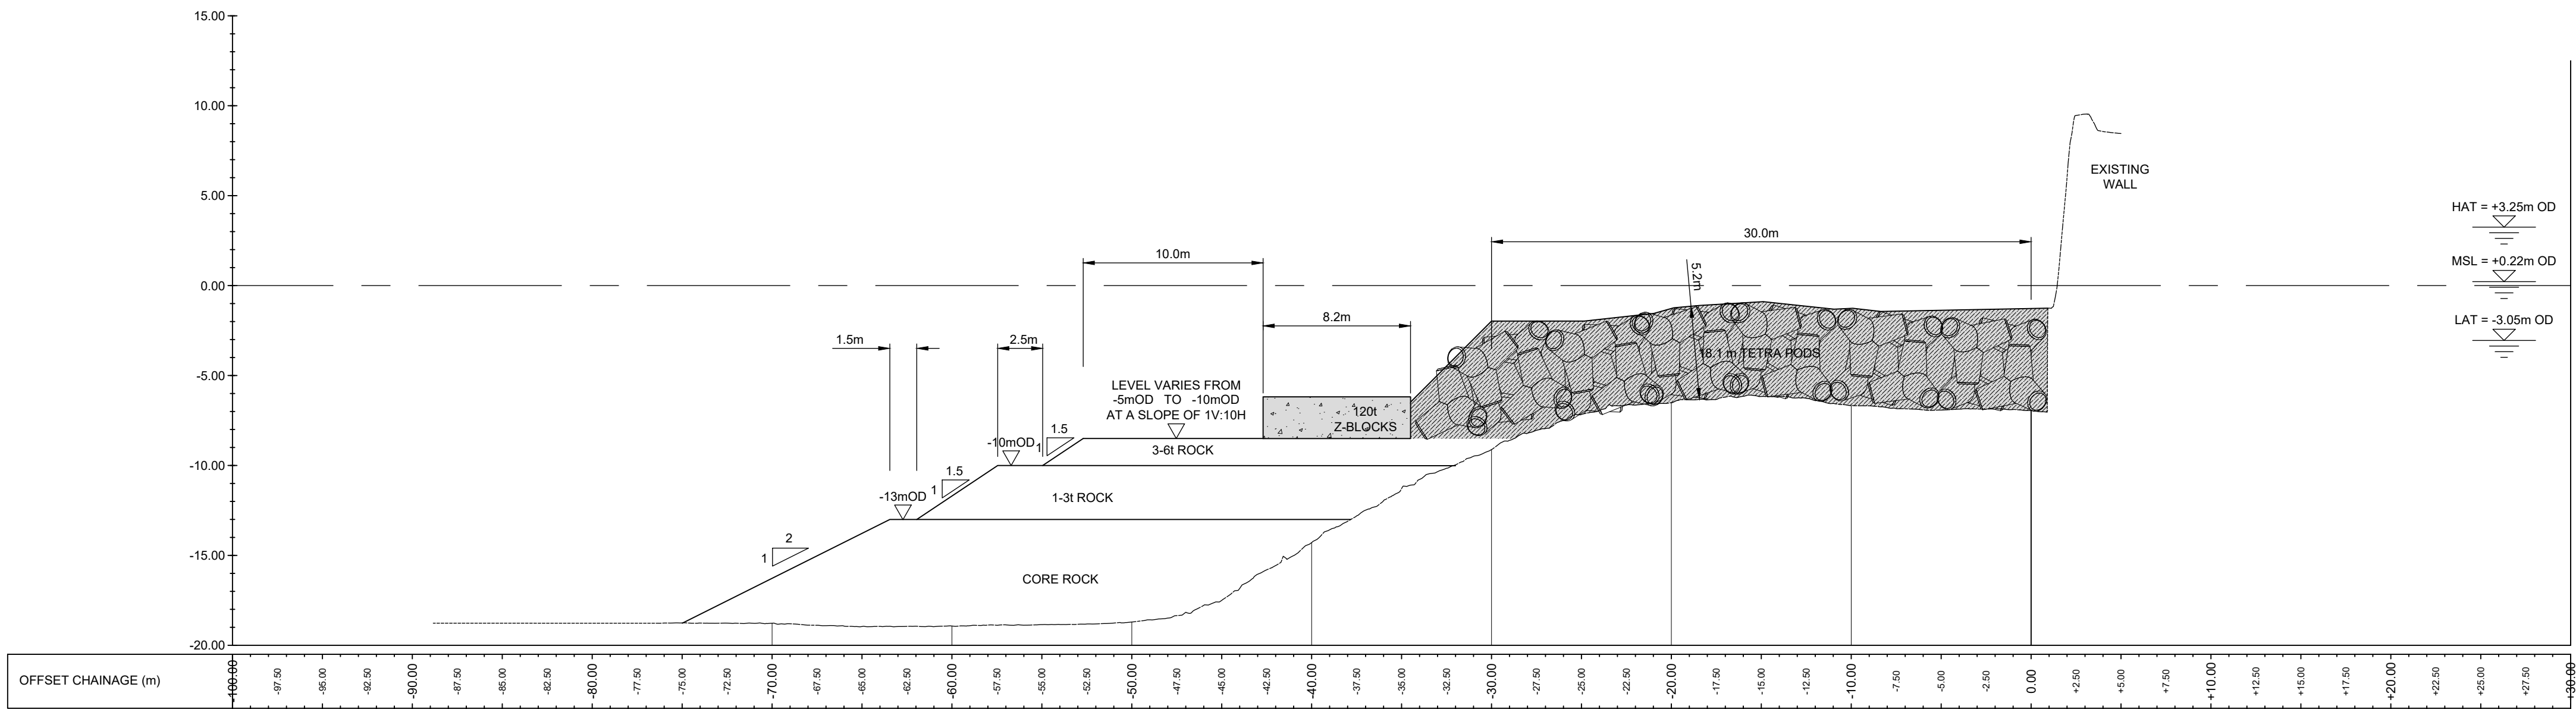 15.00
10.00
5.00
0.00
-5.00
-10.00
-15.00
-20.00
EXISTING
WALL
HAT = +3.25m OD
MSL = +0.22m OD
LAT = -3.05m OD
30.0m
10.0m
5.2m
8.2m
1.5m
2.5m
18.1 m TETRA PODS
LEVEL VARIES FROM
-5mOD TO -10mOD
AT A SLOPE OF 1V:10H
120t
Z-BLOCKS
1.5
1
-10mOD
3-6t ROCK
1.5
1
-13mOD
1-3t ROCK
2
1
CORE ROCK
OFFSET CHAINAGE (m)
-100.00
-97.50
-95.00
-92.50
-90.00
-87.50
-85.00
-82.50
-80.00
-77.50
-75.00
-72.50
-70.00
-67.50
-65.00
-62.50
-60.00
-57.50
-55.00
-52.50
-50.00
-47.50
-45.00
-42.50
-40.00
-37.50
-35.00
-32.50
-30.00
-27.50
-25.00
-22.50
-20.00
-17.50
-15.00
-12.50
-10.00
-7.50
-5.00
-2.50
0.00
+2.50
+5.00
+7.50
+10.00
+12.50
+15.00
+17.50
+20.00
+22.50
+25.00
+27.50
+30.00